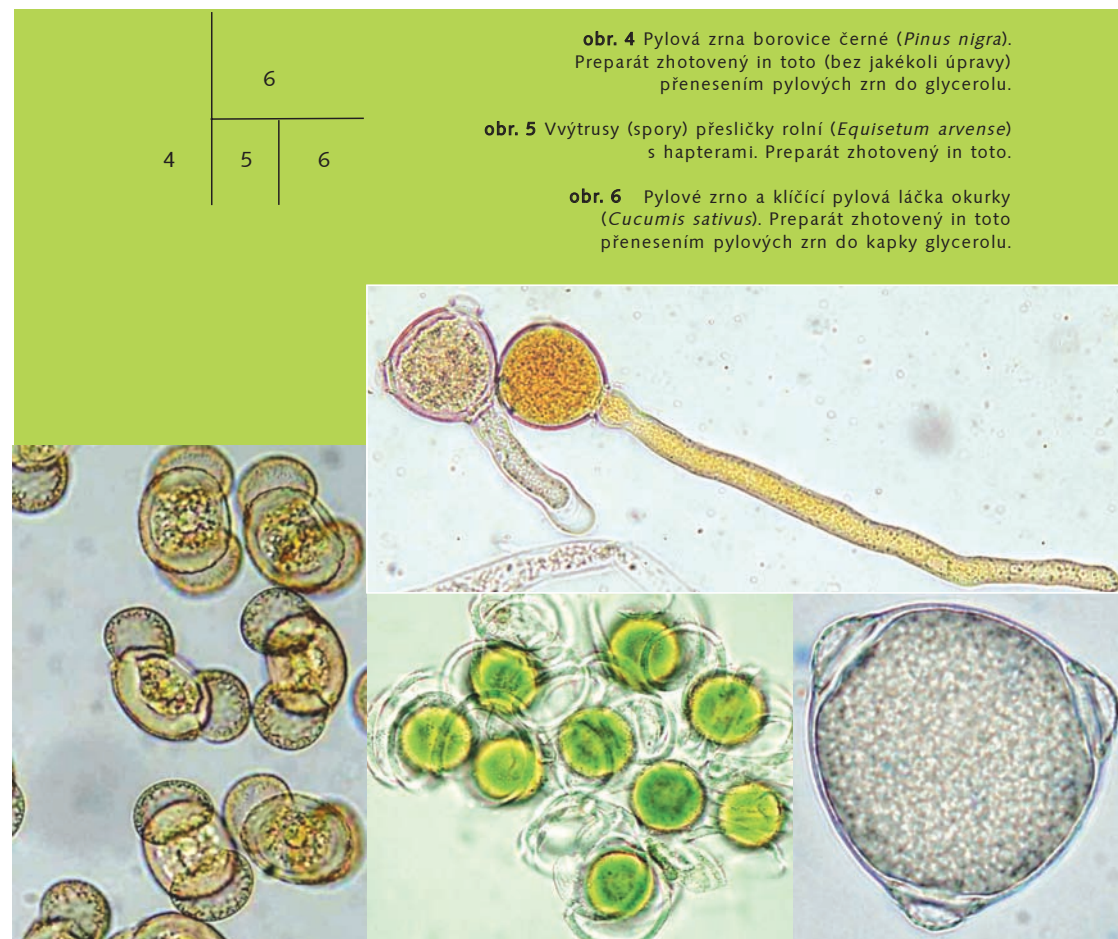 6
4 5 6
obr. 4 Pylová zrna borovice černé (Pinus nigra).
Preparát zhotovený in toto (bez jakékoli úpravy)
přenesením pylových zrn do glycerolu.
obr. 5 Vvýtrusy (spory) přesličky rolní (Equisetum arvense)
s hapterami. Preparát zhotovený in toto.
obr. 6 Pylové zrno a klíčící pylová láčka okurky
(Cucumis sativus). Preparát zhotovený in toto
přenesením pylových zrn do kapky glycerolu.